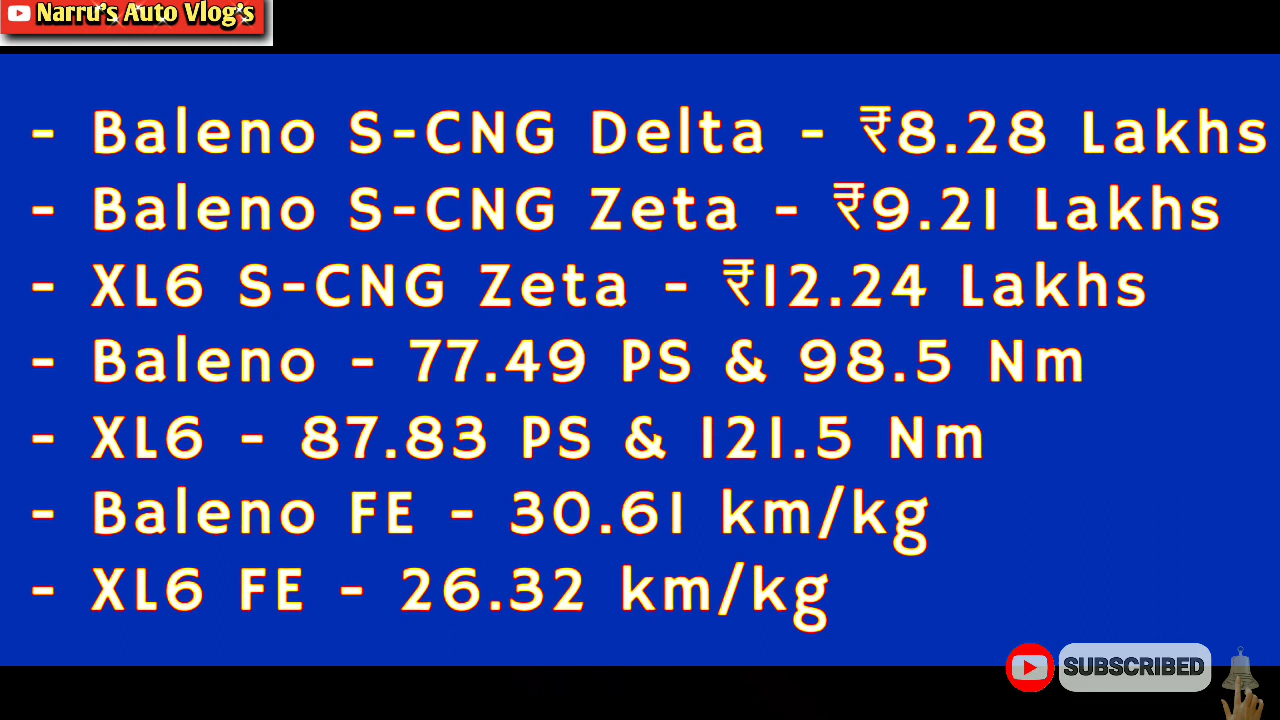 Narru's Auto Vlog's
- Baleno S-CNG Delta - ₹8.28 Lakhs
- Baleno S-CNG Zeta - ₹9.21 Lakhs
- XL6 S-CNG Zeta - ₹12.24 Lakhs
- Baleno - 77.49 PS & 98.5 Nm
- XL6 - 87.83 PS & 121.5 Nm
- Baleno FE - 30.61 km/kg
- XL6 FE - 26.32 km/kg
SUBSCRIBED